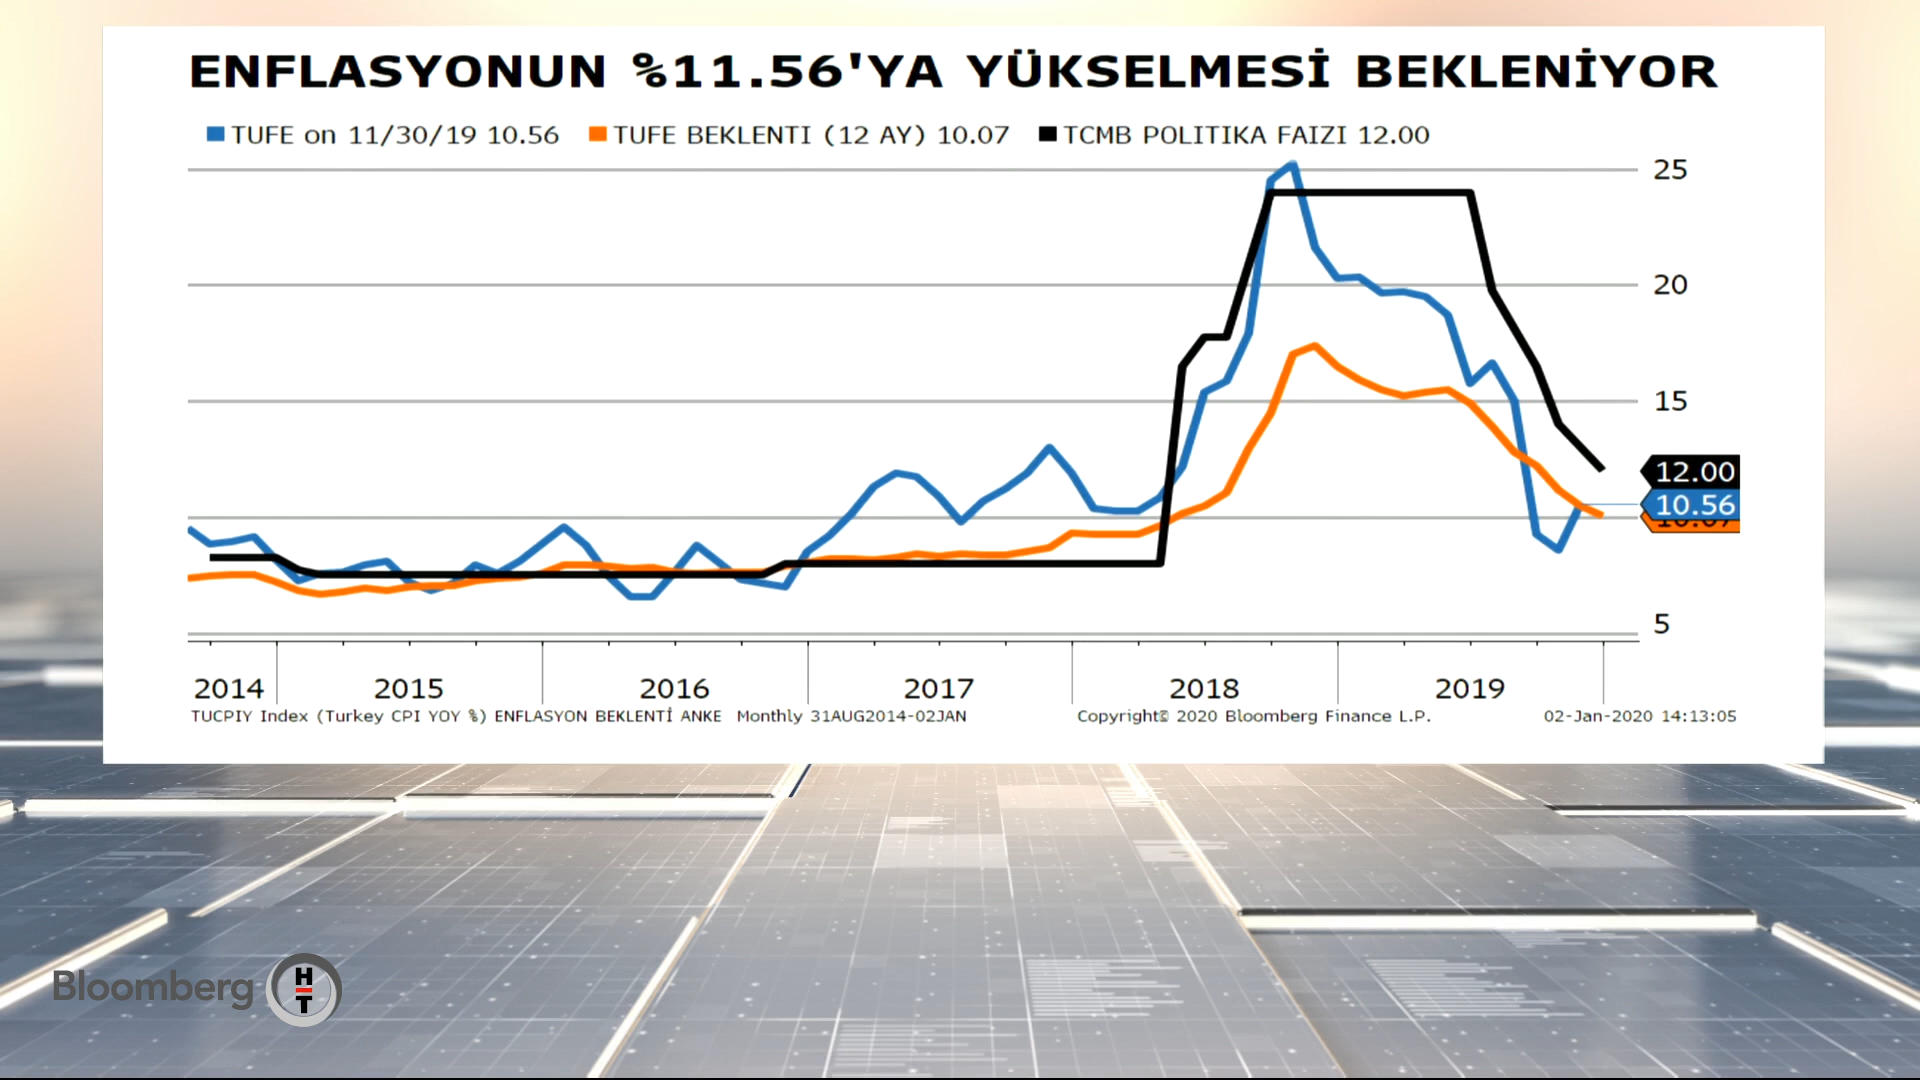 ENFLASYONUN %11.56'YA YÜKSELMESİ BEKLENİYOR
TUFE on 11/30/19 10.56 TUFE BEKLENTI (12 AY) 10.07 TCMB POLITIKA FAIZI 12.00
25
20
15
12.00
10.56
10.07
5
2014 2015 2016 2017 2018 2019
TUCPIY Index (Turkey CPI YOY %) ENFLASYON BEKLENTİ ANKE Monthly 31AUG2014-02JAN Copyright© 2020 Bloomberg Finance L.P. 02-Jan-2020 14:13:05
Bloomberg HT